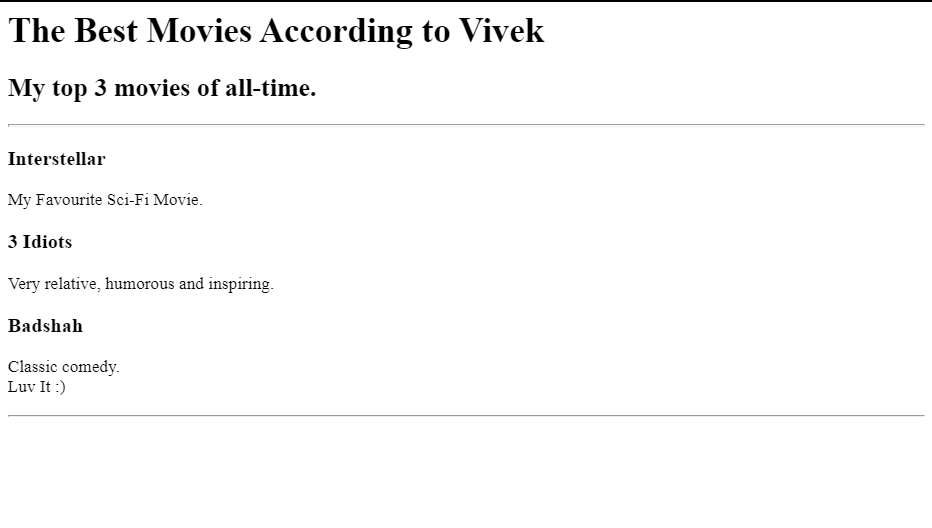 The Best Movies According to Vivek
My top 3 movies of all-time.
Interstellar
My Favourite Sci-Fi Movie.
3 Idiots
Very relative, humorous and inspiring.
Badshah
Classic comedy.
Luv It :)